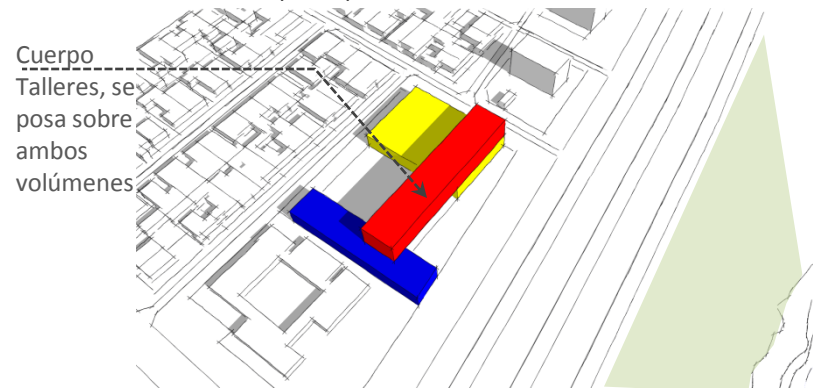 Cuerpo
Talleres, se
posa sobre
ambos
volúmenes